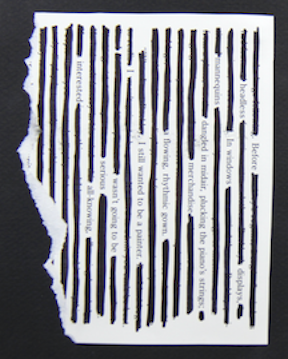 Before
headless displays,
In windows
mannequins
dangled in midair, plucking the piano's strings;
merchandise
flowing, rhythmic gown.
I still wanted to be a painter.
I
wasn't going to be
serious
all-knowing,
interested